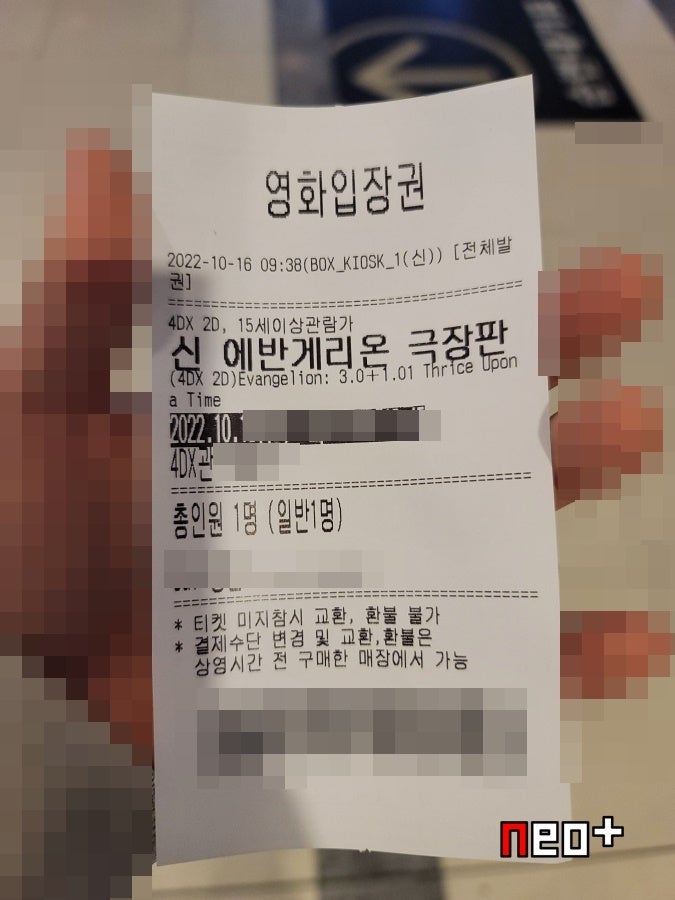 영화입장권
2022-10-16 09:38(BOX_KIOSK_1(신)) [전체발
권]
4DX 2D, 15세이상관람가
신 에반게리온 극장판
(4DX 2D)Evangelion: 3.0+1.01 Thrice Upon
a Time
2022.10.
4DX관
총인원 1명 (일반1명)
* 티켓 미지참시 교환, 환불 불가
* 결제수단 변경 및 교환,환불은
상영시간 전 구매한 매장에서 가능
neo+